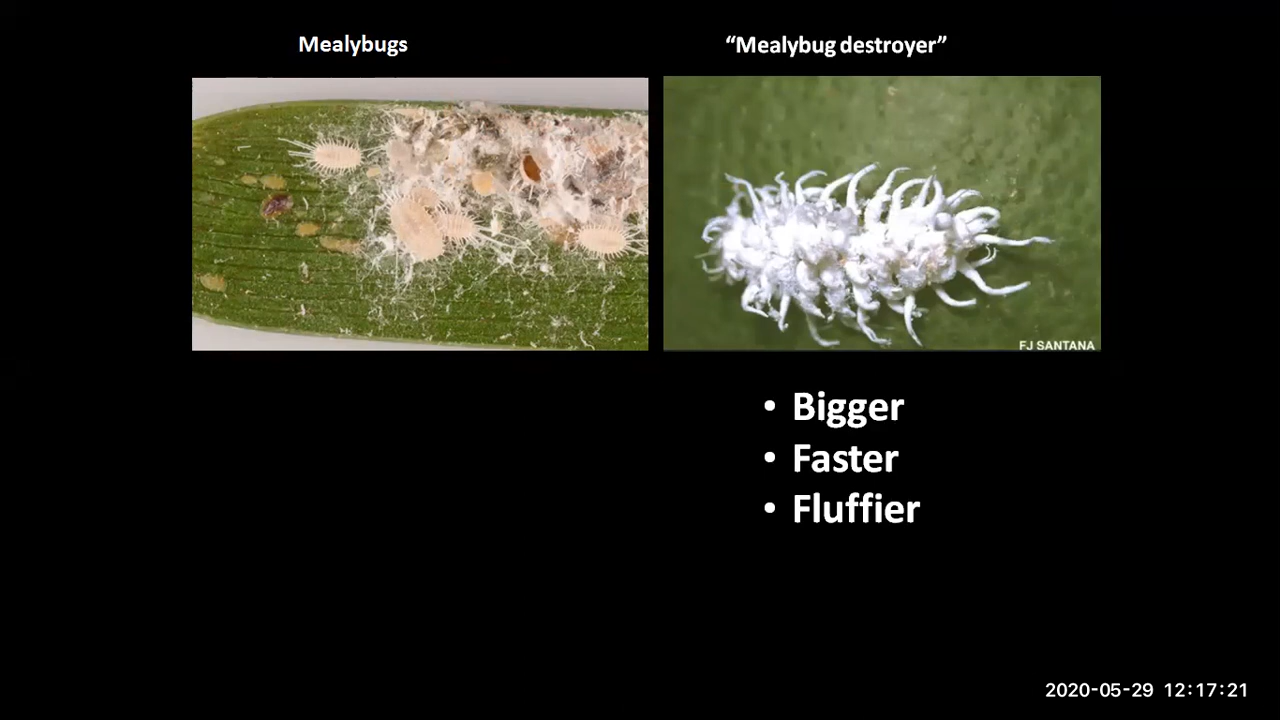 Mealybugs
“Mealybug destroyer”
FJ SANTANA
• Bigger
• Faster
• Fluffier
2020-05-29 12:17:21